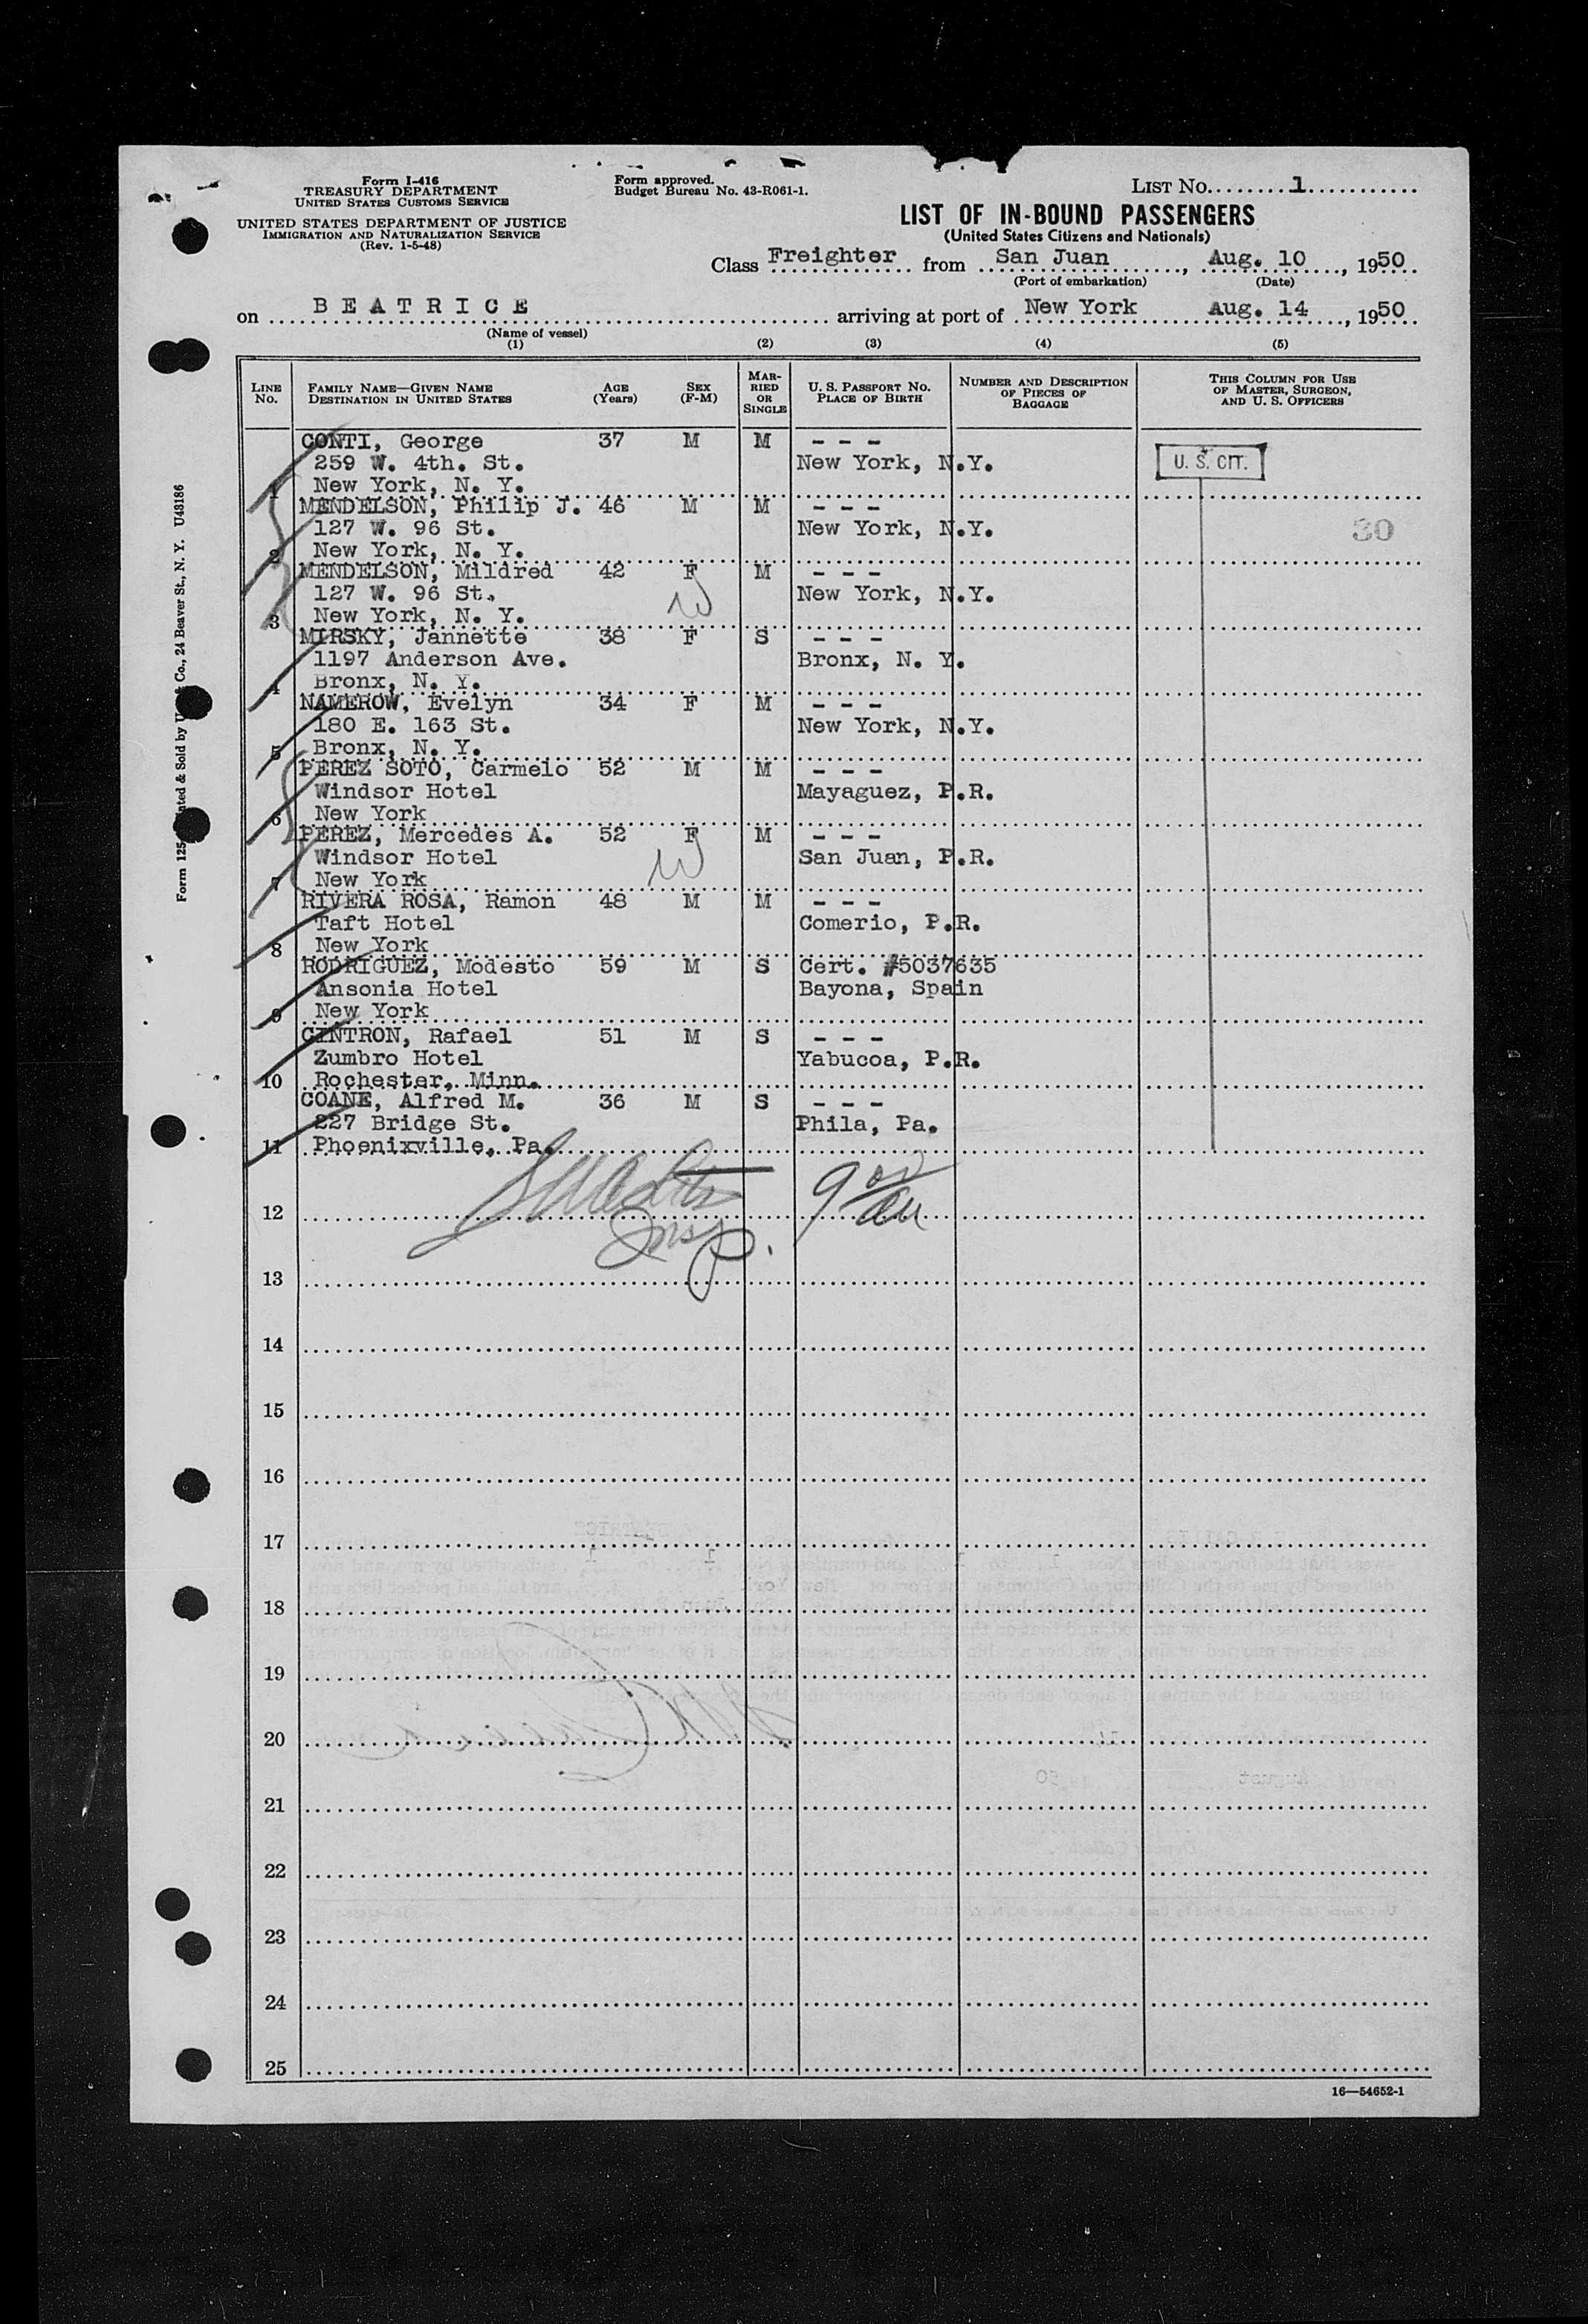 Form I-416
TREASURY DEPARTMENT
UNITED STATES CUSTOMS SERVICE
UNITED STATES DEPARTMENT OF JUSTICE
IMMIGRATION AND NATURALIZATION SERVICE
(Rev. 1-5-48)
Form approved.
Budget Bureau No. 43-R061-1.
LIST No. 1
LIST OF IN-BOUND PASSENGERS
(United States Citizens and Nationals)
Class Freighter from San Juan, Aug. 10, 1950
(Port of embarkation) (Date)
on BEATRICE arriving at port of New York Aug. 14, 1950
(Name of vessel)
(1) (2) (3) (4) (5)
LINE No. FAMILY NAME—GIVEN NAME DESTINATION IN UNITED STATES AGE (Years) SEX (F-M) MARRIED OR SINGLE U. S. PASSPORT NO. PLACE OF BIRTH NUMBER AND DESCRIPTION OF PIECES OF BAGGAGE THIS COLUMN FOR USE OF MASTER, SURGEON, AND U. S. OFFICERS
CONTI, George 37 M M - - -
259 W. 4th. St. New York, N.Y. U. S. CIT.
1 New York, N. Y.
MENDELSON, Philip J. 46 M M - - -
127 W. 96 St. New York, N.Y. 30
2 New York, N. Y.
MENDELSON, Mildred 42 F M - - -
127 W. 96 St. W New York, N.Y.
3 New York, N. Y.
MIRSKY, Jannette 38 F S - - -
1197 Anderson Ave. Bronx, N. Y.
4 Bronx, N. Y.
NAMEROW, Evelyn 34 F M - - -
180 E. 163 St. New York, N.Y.
5 Bronx, N. Y.
PEREZ SOTO, Carmelo 52 M M - - -
Windsor Hotel Mayaguez, P.R.
6 New York
PEREZ, Mercedes A. 52 F M - - -
Windsor Hotel W San Juan, P.R.
7 New York
RIVERA ROSA, Ramon 48 M M - - -
Taft Hotel Comerio, P.R.
8 New York
RODRIGUEZ, Modesto 59 M S Cert. #5037635
Ansonia Hotel Bayona, Spain
9 New York
CINTRON, Rafael 51 M S - - -
Zumbro Hotel Yabucoa, P.R.
10 Rochester, Minn.
COANE, Alfred M. 36 M S - - -
227 Bridge St. Phila, Pa.
11 Phoenixville, Pa.
12
Insp.
13
14
15
16
17
18
19
20
21
22
23
24
25
16—54652-1
Co., 24 Beaver St., N. Y. U48186